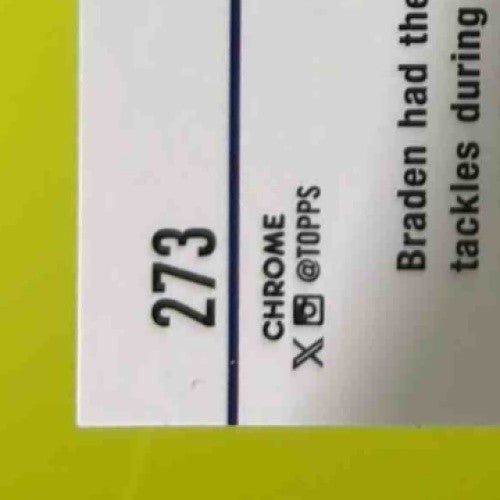 273
CHROME
X @TOPPS
Braden had the
tackles during